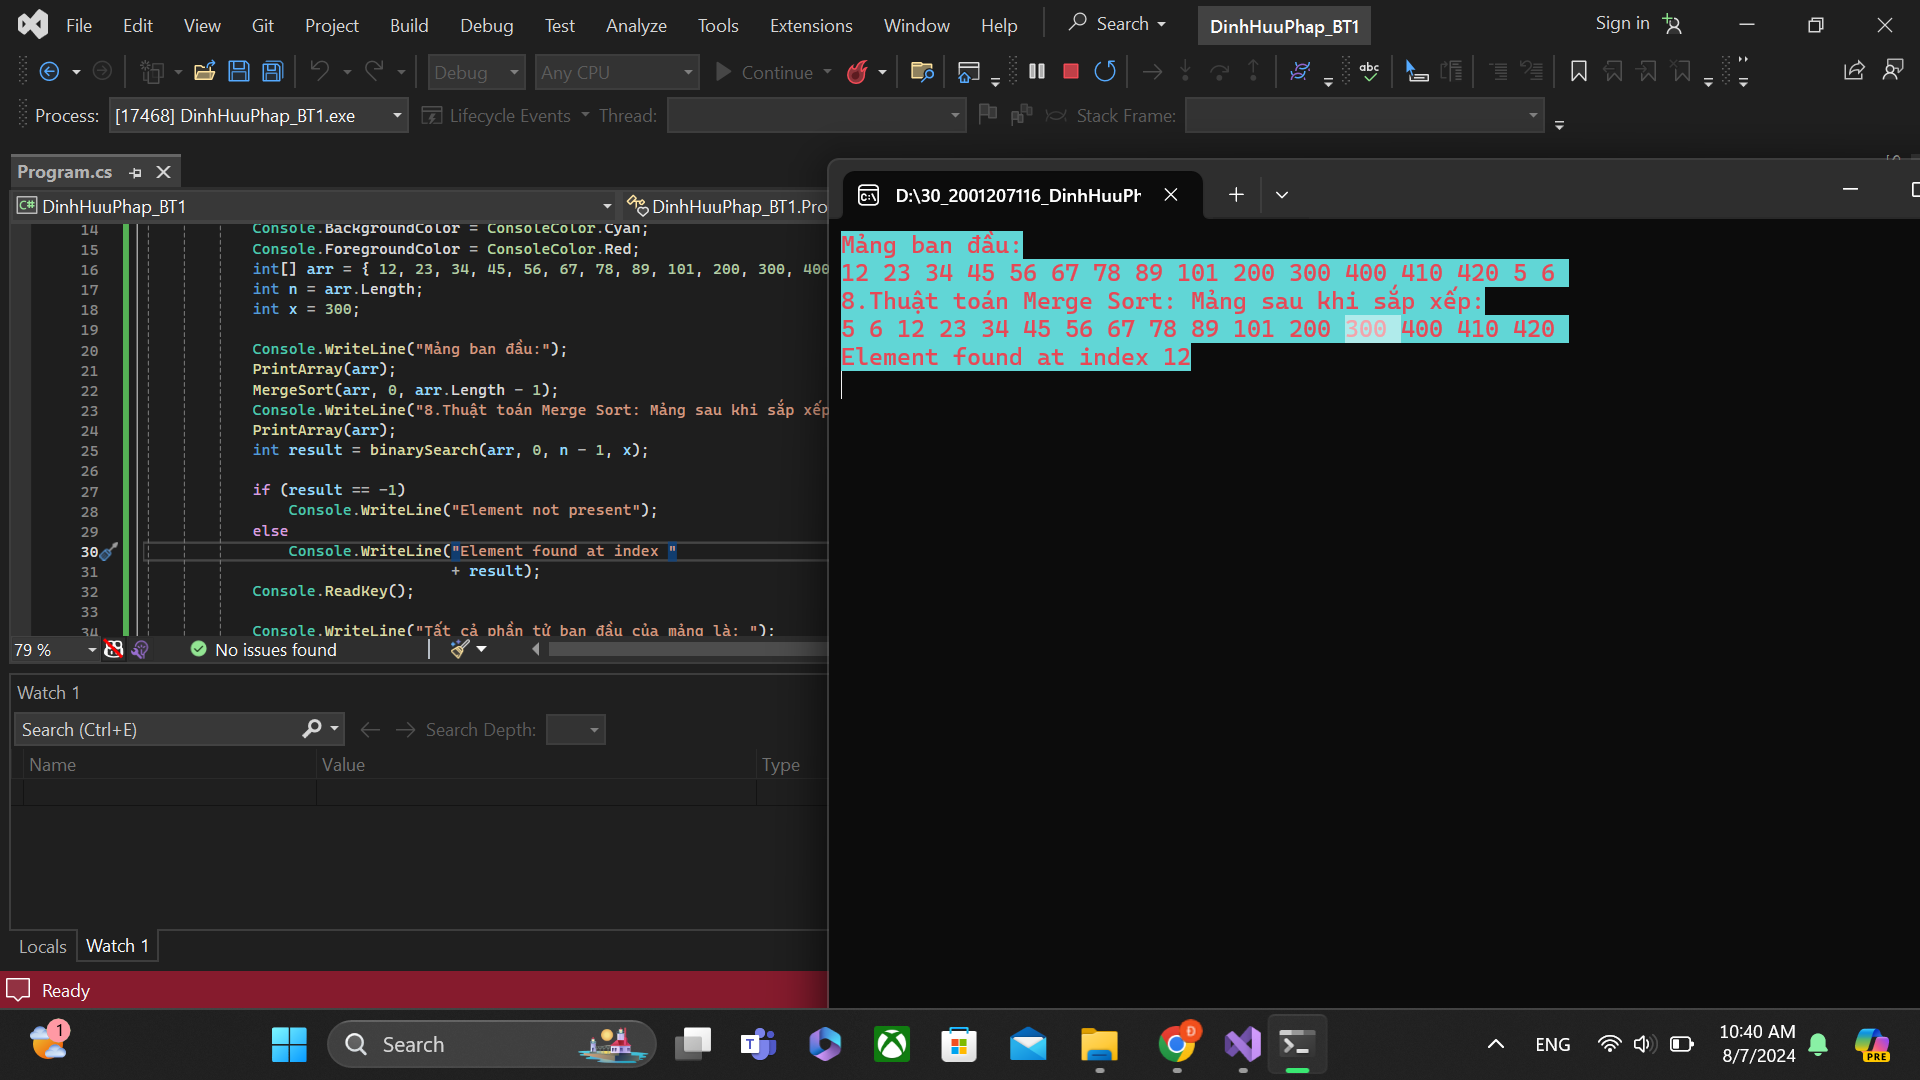 File Edit View Git Project Build Debug Test Analyze Tools Extensions Window Help Search DinhHuuPhap_BT1 Sign in
Debug Any CPU Continue abc
Process: [17468] DinhHuuPhap_BT1.exe Lifecycle Events Thread: Stack Frame:
Program.cs
C# DinhHuuPhap_BT1 DinhHuuPhap_BT1.Pro
14 Console.BackgroundColor = ConsoleColor.Cyan;
15 Console.ForegroundColor = ConsoleColor.Red;
16 int[] arr = { 12, 23, 34, 45, 56, 67, 78, 89, 101, 200, 300, 400
17 int n = arr.Length;
18 int x = 300;
19
20 Console.WriteLine("Mảng ban đầu:");
21 PrintArray(arr);
22 MergeSort(arr, 0, arr.Length - 1);
23 Console.WriteLine("8.Thuật toán Merge Sort: Mảng sau khi sắp xếp
24 PrintArray(arr);
25 int result = binarySearch(arr, 0, n - 1, x);
26
27 if (result == -1)
28 Console.WriteLine("Element not present");
29 else
30 Console.WriteLine("Element found at index "
31 + result);
32 Console.ReadKey();
33
34 Console.WriteLine("Tất cả phần tử ban đầu của mảng là: ");
79 % No issues found
Watch 1
Search (Ctrl+E) Search Depth:
Name Value Type
Locals Watch 1
Ready
D:\30_2001207116_DinhHuuPh
Mảng ban đầu:
12 23 34 45 56 67 78 89 101 200 300 400 410 420 5 6
8.Thuật toán Merge Sort: Mảng sau khi sắp xếp:
5 6 12 23 34 45 56 67 78 89 101 200 300 400 410 420
Element found at index 12
1 Search T Đ ENG 10:40 AM
8/7/2024 PRE